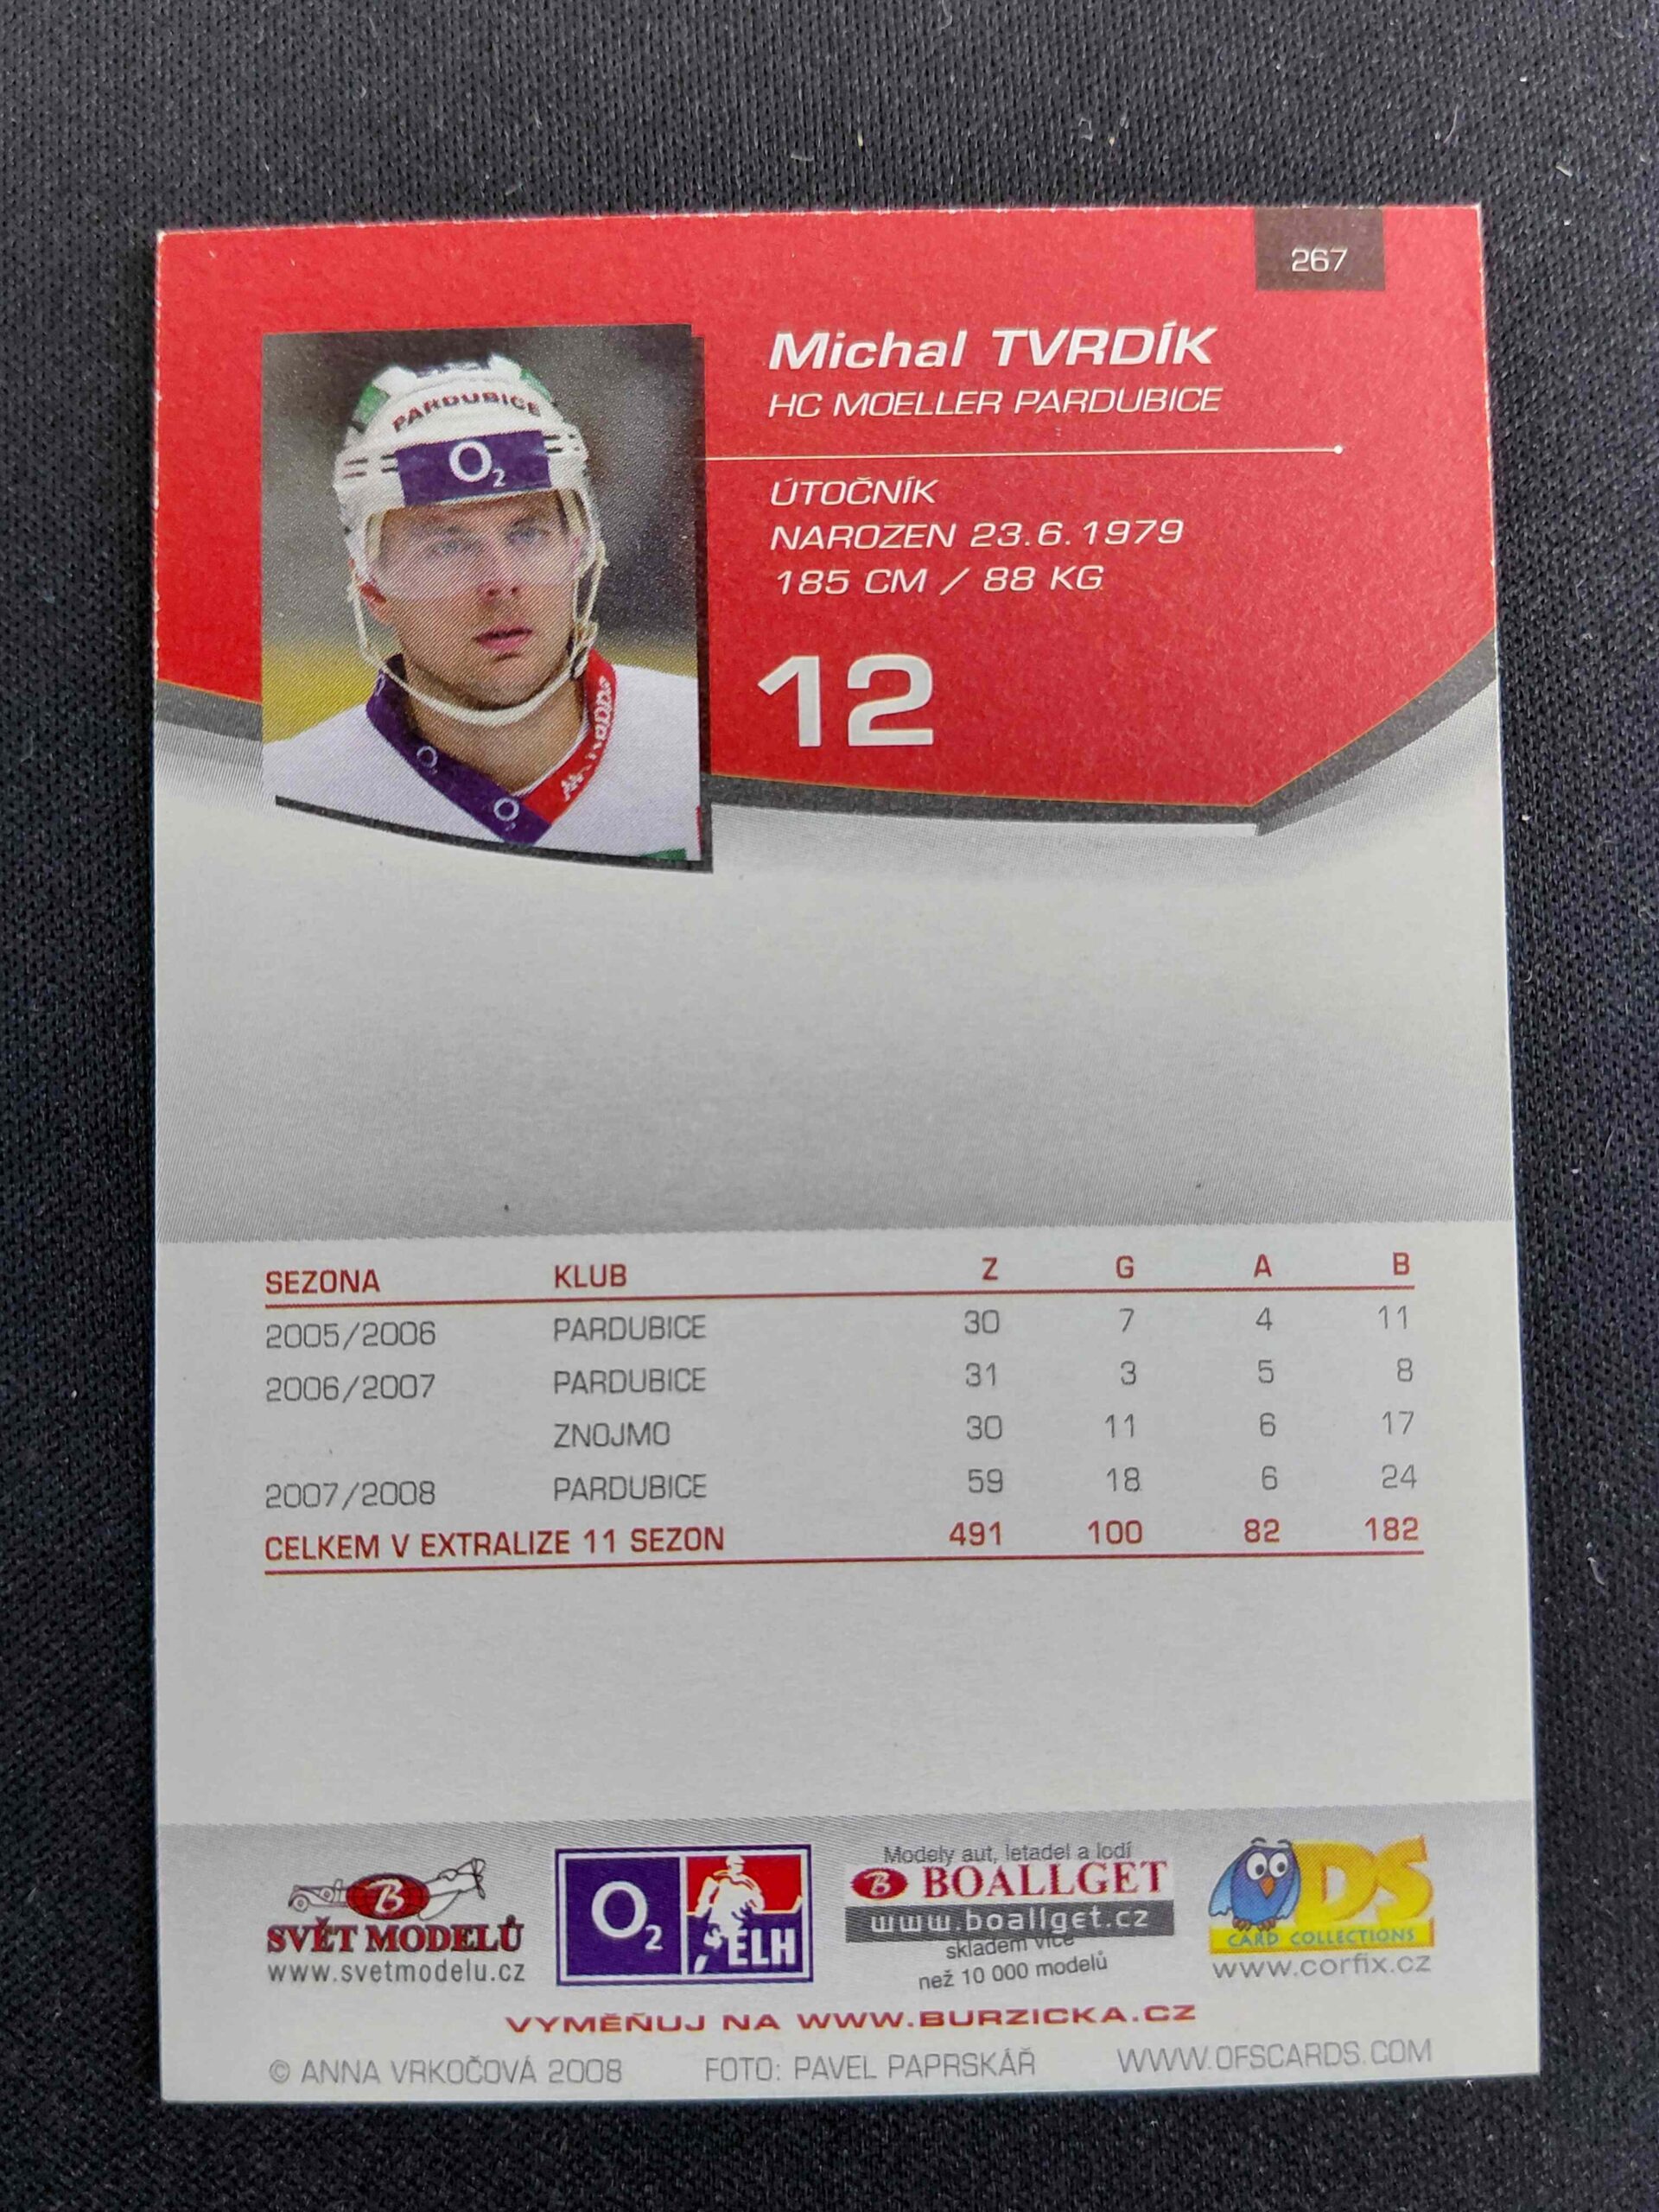 267
Michal TVRDÍK
HC MOELLER PARDUBICE
ÚTOČNÍK
NAROZEN 23.6.1979
185 CM / 88 KG
12
PARDUBICE
O2
O
O
SEZONA KLUB Z G A B
2005/2006 PARDUBICE 30 7 4 11
2006/2007 PARDUBICE 31 3 5 8
ZNOJMO 30 11 6 17
2007/2008 PARDUBICE 59 18 6 24
CELKEM V EXTRALIZE 11 SEZON 491 100 82 182
B
SVĚT MODELŮ
www.svetmodelu.cz
O2
ELH
Modely aut, letadel a lodí
B BOALLGET
www.boallget.cz
skladem více
než 10 000 modelů
DS
CARD COLLECTIONS
www.corfix.cz
VYMĚŇUJ NA WWW.BURZICKA.CZ
© ANNA VRKOČOVÁ 2008 FOTO: PAVEL PAPRSKÁŘ WWW.OFSCARDS.COM